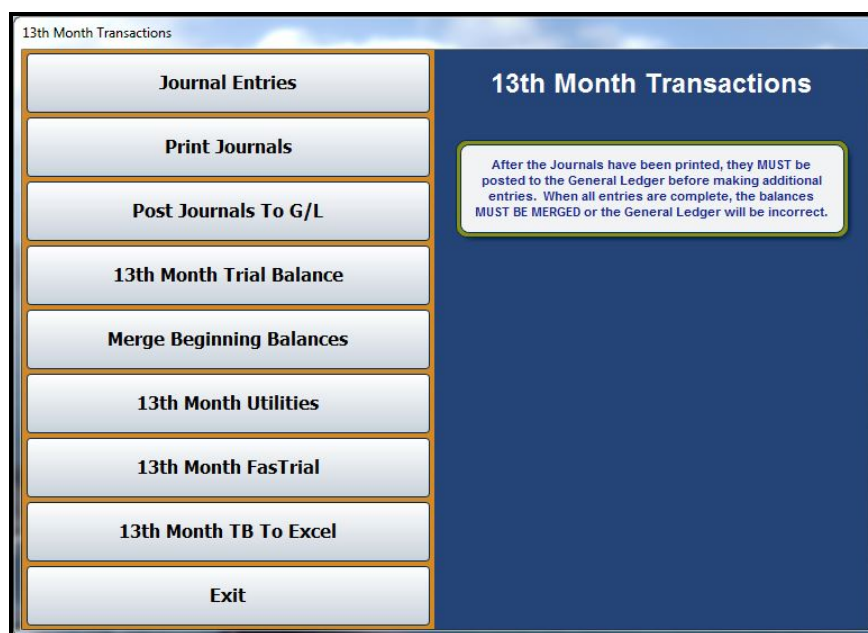 13th Month Transactions
Journal Entries
Print Journals
Post Journals To G/L
13th Month Trial Balance
Merge Beginning Balances
13th Month Utilities
13th Month FasTrial
13th Month TB To Excel
Exit
13th Month Transactions
After the Journals have been printed, they MUST be
posted to the General Ledger before making additional
entries. When all entries are complete, the balances
MUST BE MERGED or the General Ledger will be incorrect.